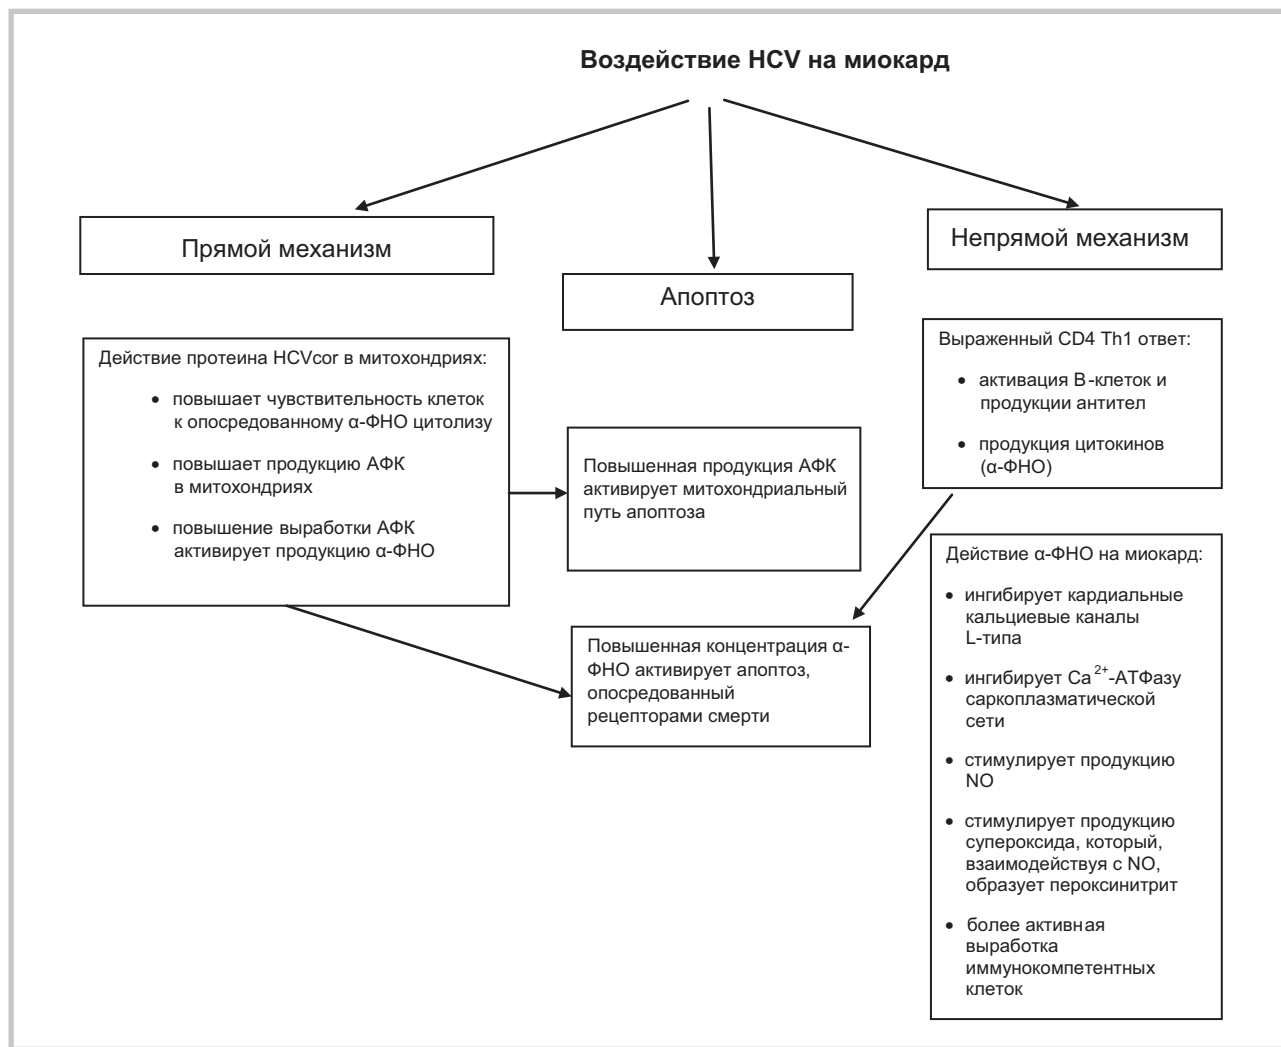 Воздействие HCV на миокард
Прямой механизм
Апоптоз
Непрямой механизм
Действие протеина HCVcor в митохондриях:
• повышает чувствительность клеток
к опосредованному α-ФНО цитолизу
• повышает продукцию АФК
в митохондриях
• повышение выработки АФК
активирует продукцию α-ФНО
Повышенная продукция АФК
активирует митохондриальный
путь апоптоза
Повышенная концентрация α-
ФНО активирует апоптоз,
опосредованный
рецепторами смерти
Выраженный CD4 Th1 ответ:
• активация В-клеток и
продукции антител
• продукция цитокинов
(α-ФНО)
Действие α-ФНО на миокард:
• ингибирует кардиальные
кальциевые каналы
L-типа
• ингибирует Ca²⁺-АТФазу
саркоплазматической
сети
• стимулирует продукцию
NO
• стимулирует продукцию
супероксида, который,
взаимодействуя с NO,
образует пероксинитрит
• более активная
выработка
иммунокомпетентных
клеток